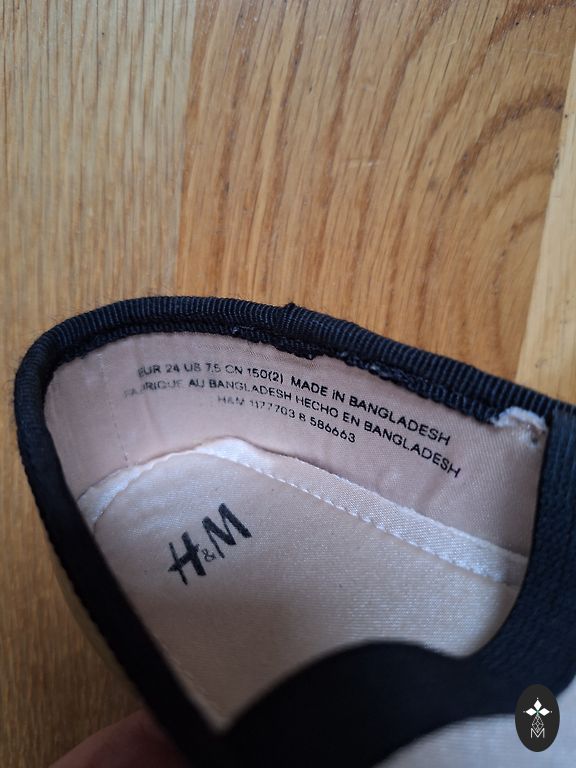 EUR 24 US 7.5 CN 150(2) MADE IN BANGLADESH
FABRIQUE AU BANGLADESH HECHO EN BANGLADESH
H&M 1177703 8 586663
H&M
M